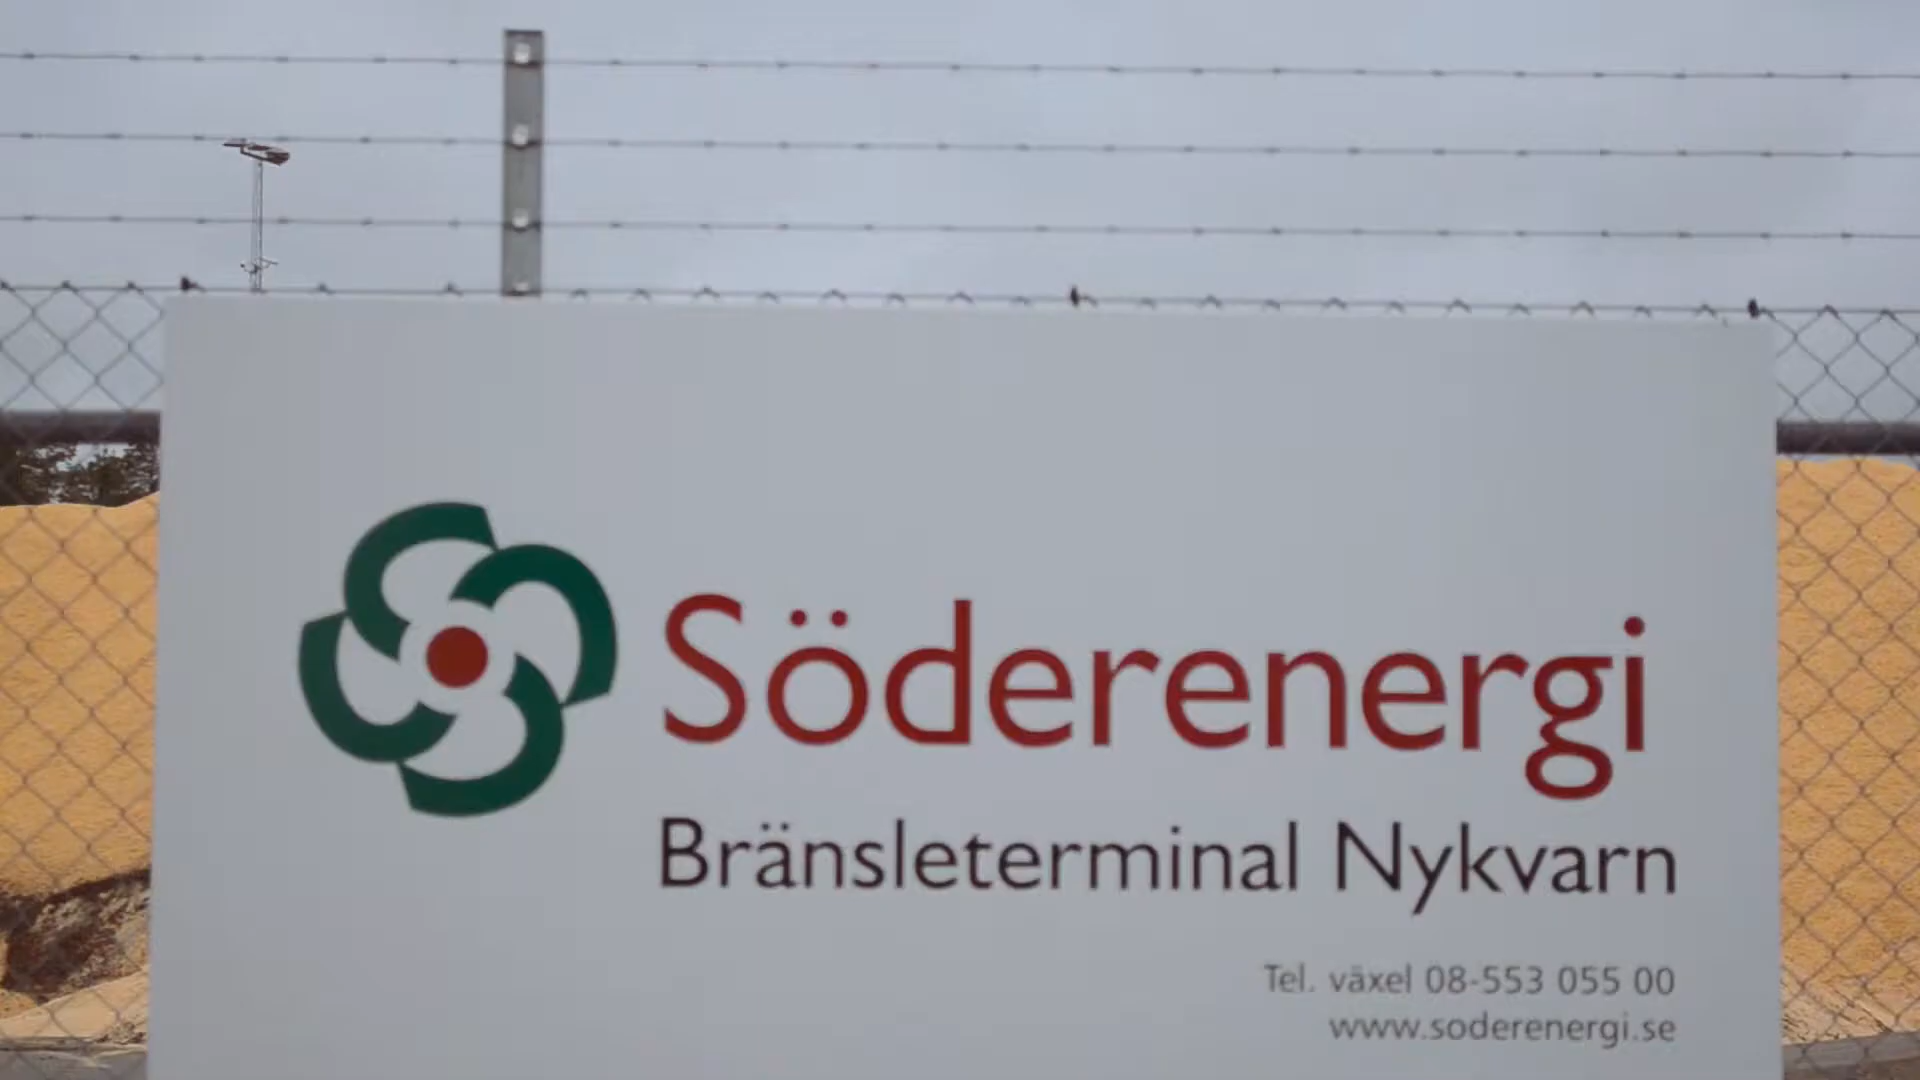 Söderenergi
Bränsleterminal Nykvarn
Tel. växel 08-553 055 00
www.soderenergi.se